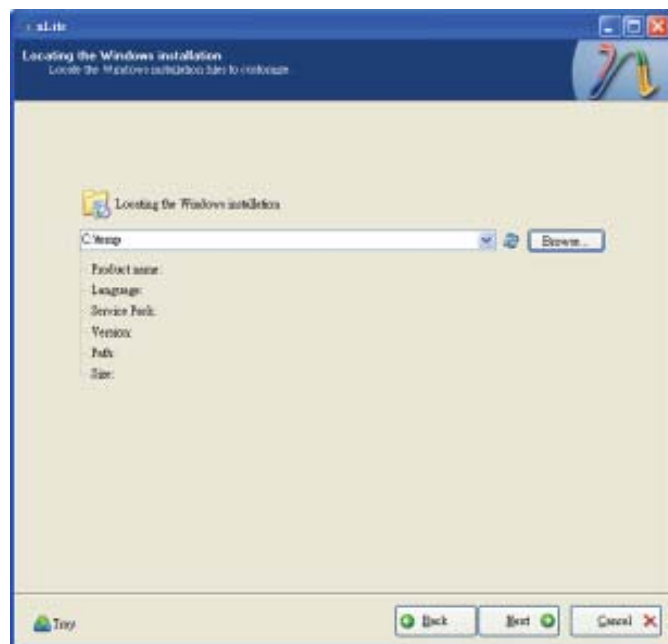 nLite
Locating the Windows installation
Locate the Windows installation files to customize
Locating the Windows installation
C:\temp
Browse...
Product name:
Language:
Service Pack:
Version:
Path:
Size:
Tray
Back
Next
Cancel